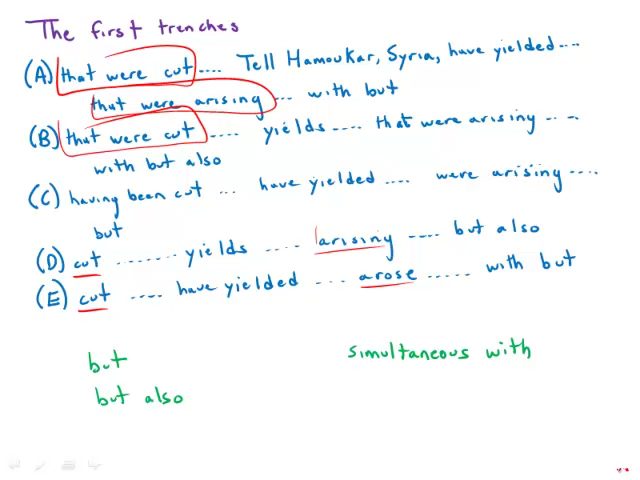 The first trenches
(A) that were cut .... Tell Hamoukar, Syria, have yielded ....
that were arising ... with but
(B) that were cut ..... yields .... that were arising .. ..
with but also
(C) having been cut ... have yielded .... were arising ....
but
(D) cut ....... yields .... arising .... but also
(E) cut .... have yielded ... arose ..... with but
but simultaneous with
but also